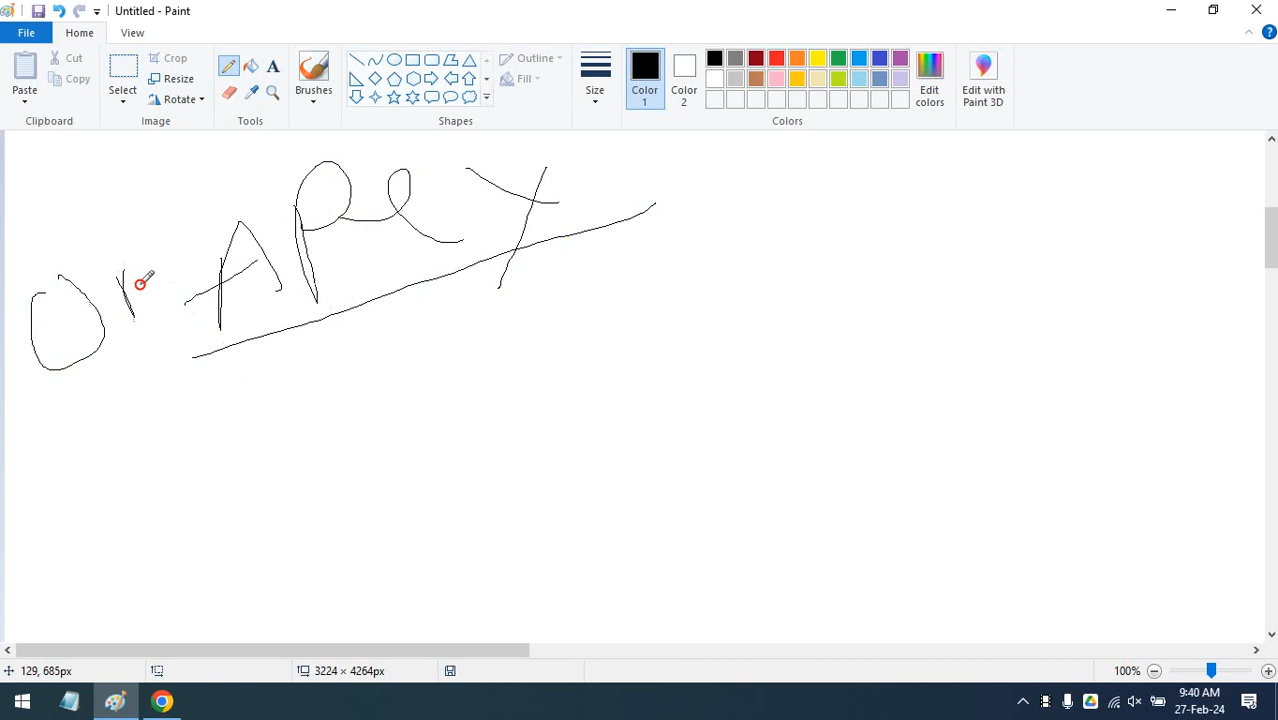 Untitled - Paint
File Home View
Paste
Cut
Copy
Clipboard
Select
Crop
Resize
Rotate
Image
Tools
Brushes
Shapes
Outline
Fill
Size
Color 1
Color 2
Colors
Edit colors
Edit with Paint 3D
Or APex
129, 685px
3224 × 4264px
100%
9:40 AM
27-Feb-24